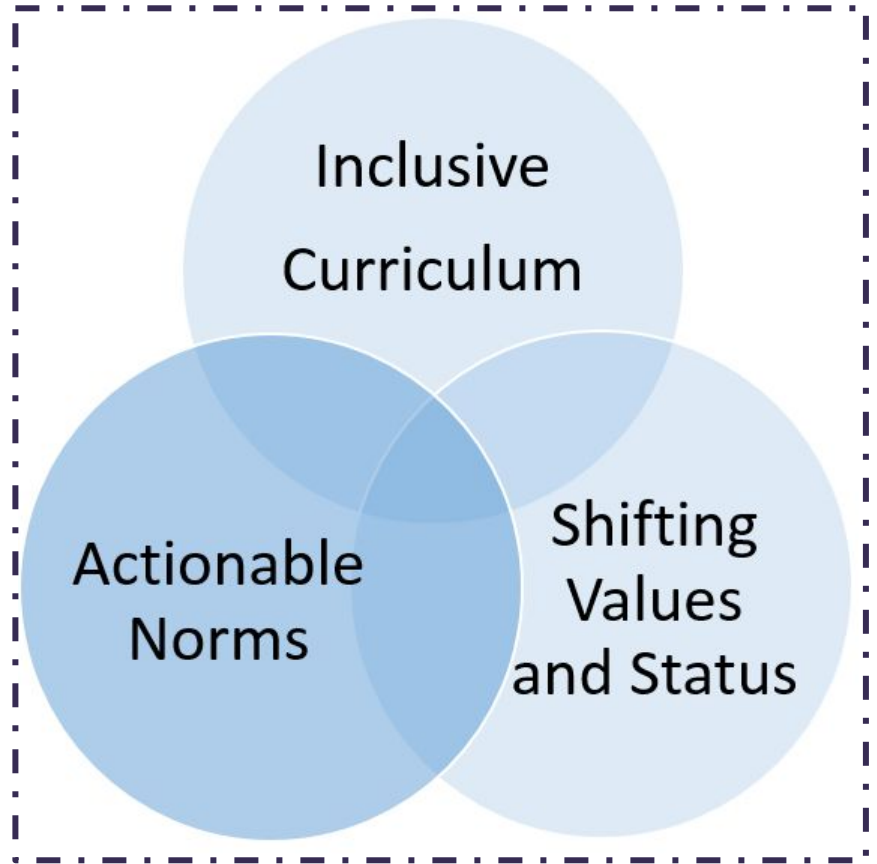 Inclusive
Curriculum
Actionable
Norms
Shifting
Values
and Status